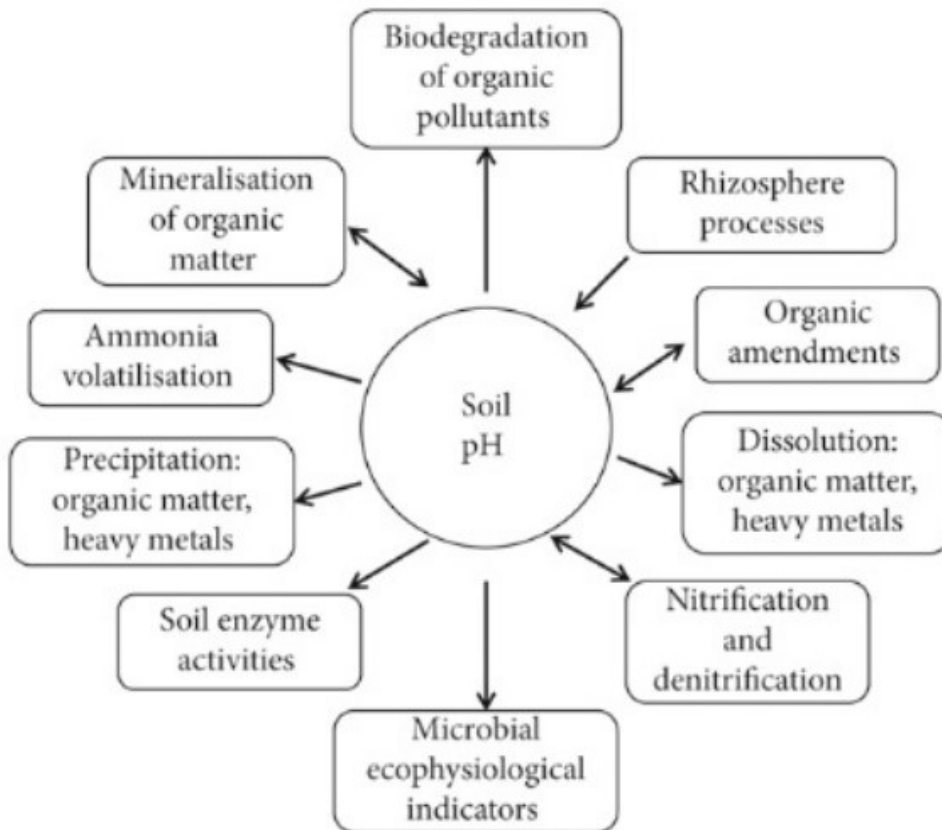 Biodegradation
of organic
pollutants
Mineralisation
of organic
matter
Rhizosphere
processes
Ammonia
volatilisation
Organic
amendments
Soil
pH
Precipitation:
organic matter,
heavy metals
Dissolution:
organic matter,
heavy metals
Soil enzyme
activities
Nitrification
and
denitrification
Microbial
ecophysiological
indicators